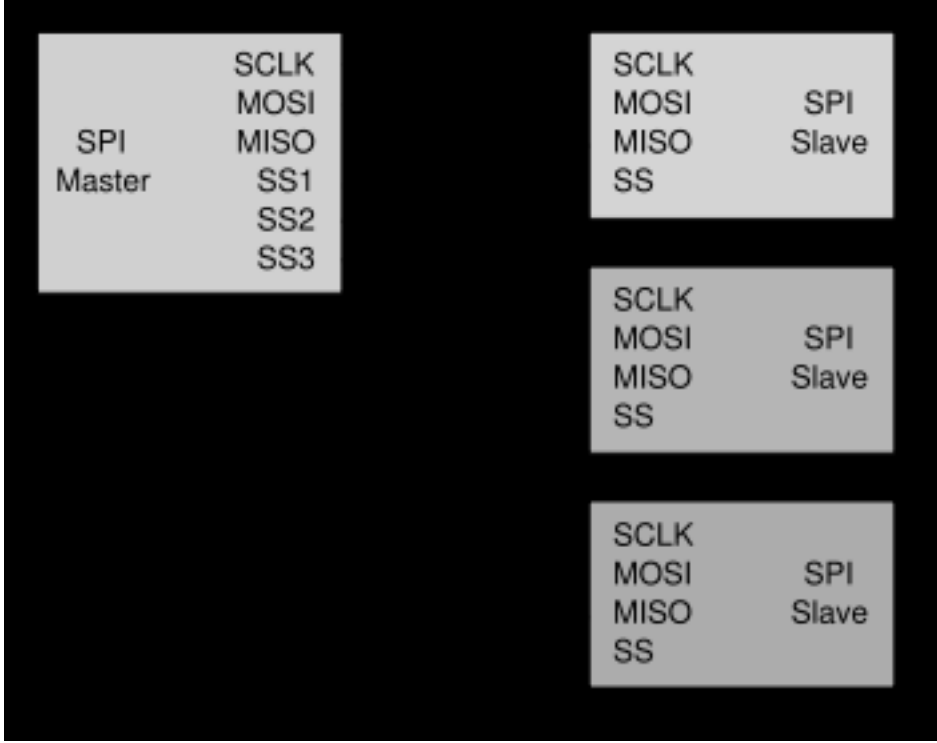 SCLK
MOSI
SPI MISO
Master SS1
SS2
SS3
SCLK
MOSI SPI
MISO Slave
SS
SCLK
MOSI SPI
MISO Slave
SS
SCLK
MOSI SPI
MISO Slave
SS